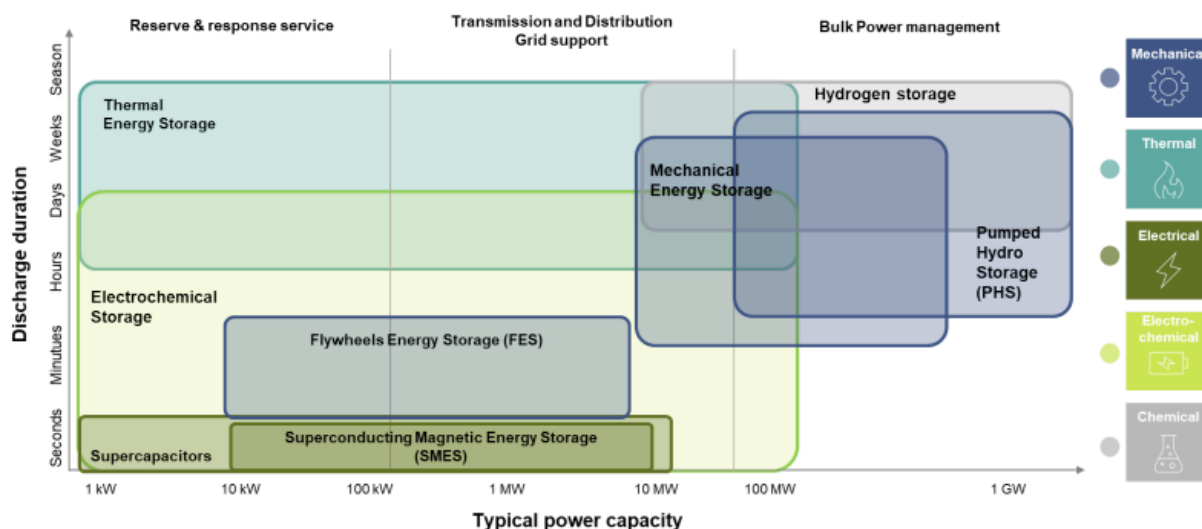 Reserve & response service
Transmission and Distribution
Grid support
Bulk Power management
Discharge duration
Season
Weeks
Days
Hours
Minutues
Seconds
Thermal
Energy Storage
Hydrogen storage
Mechanical
Energy Storage
Pumped
Hydro
Storage
(PHS)
Electrochemical
Storage
Flywheels Energy Storage (FES)
Superconducting Magnetic Energy Storage
(SMES)
Supercapacitors
1 kW
10 kW
100 kW
1 MW
10 MW
100 MW
1 GW
Typical power capacity
Mechanical
Thermal
Electrical
Electro-
chemical
Chemical